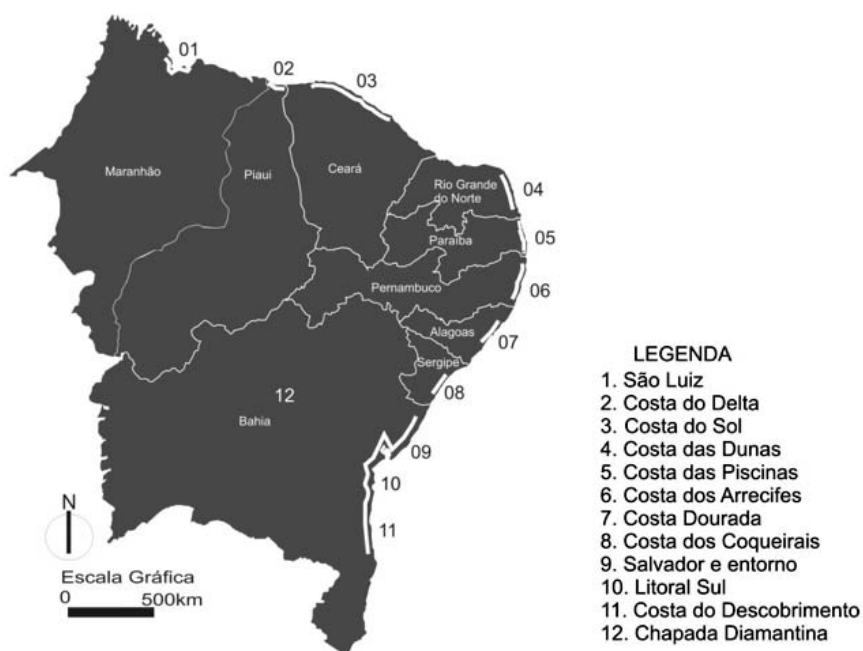 01
02
03
Maranhão
Piaui
Ceará
Rio Grande
do Norte
04
Paraíba
05
Pernambuco
06
Alagoas
07
Sergipe
08
12
Bahia
09
10
11
N
Escala Gráfica
0 500km
LEGENDA
1. São Luiz
2. Costa do Delta
3. Costa do Sol
4. Costa das Dunas
5. Costa das Piscinas
6. Costa dos Arrecifes
7. Costa Dourada
8. Costa dos Coqueirais
9. Salvador e entorno
10. Litoral Sul
11. Costa do Descobrimento
12. Chapada Diamantina